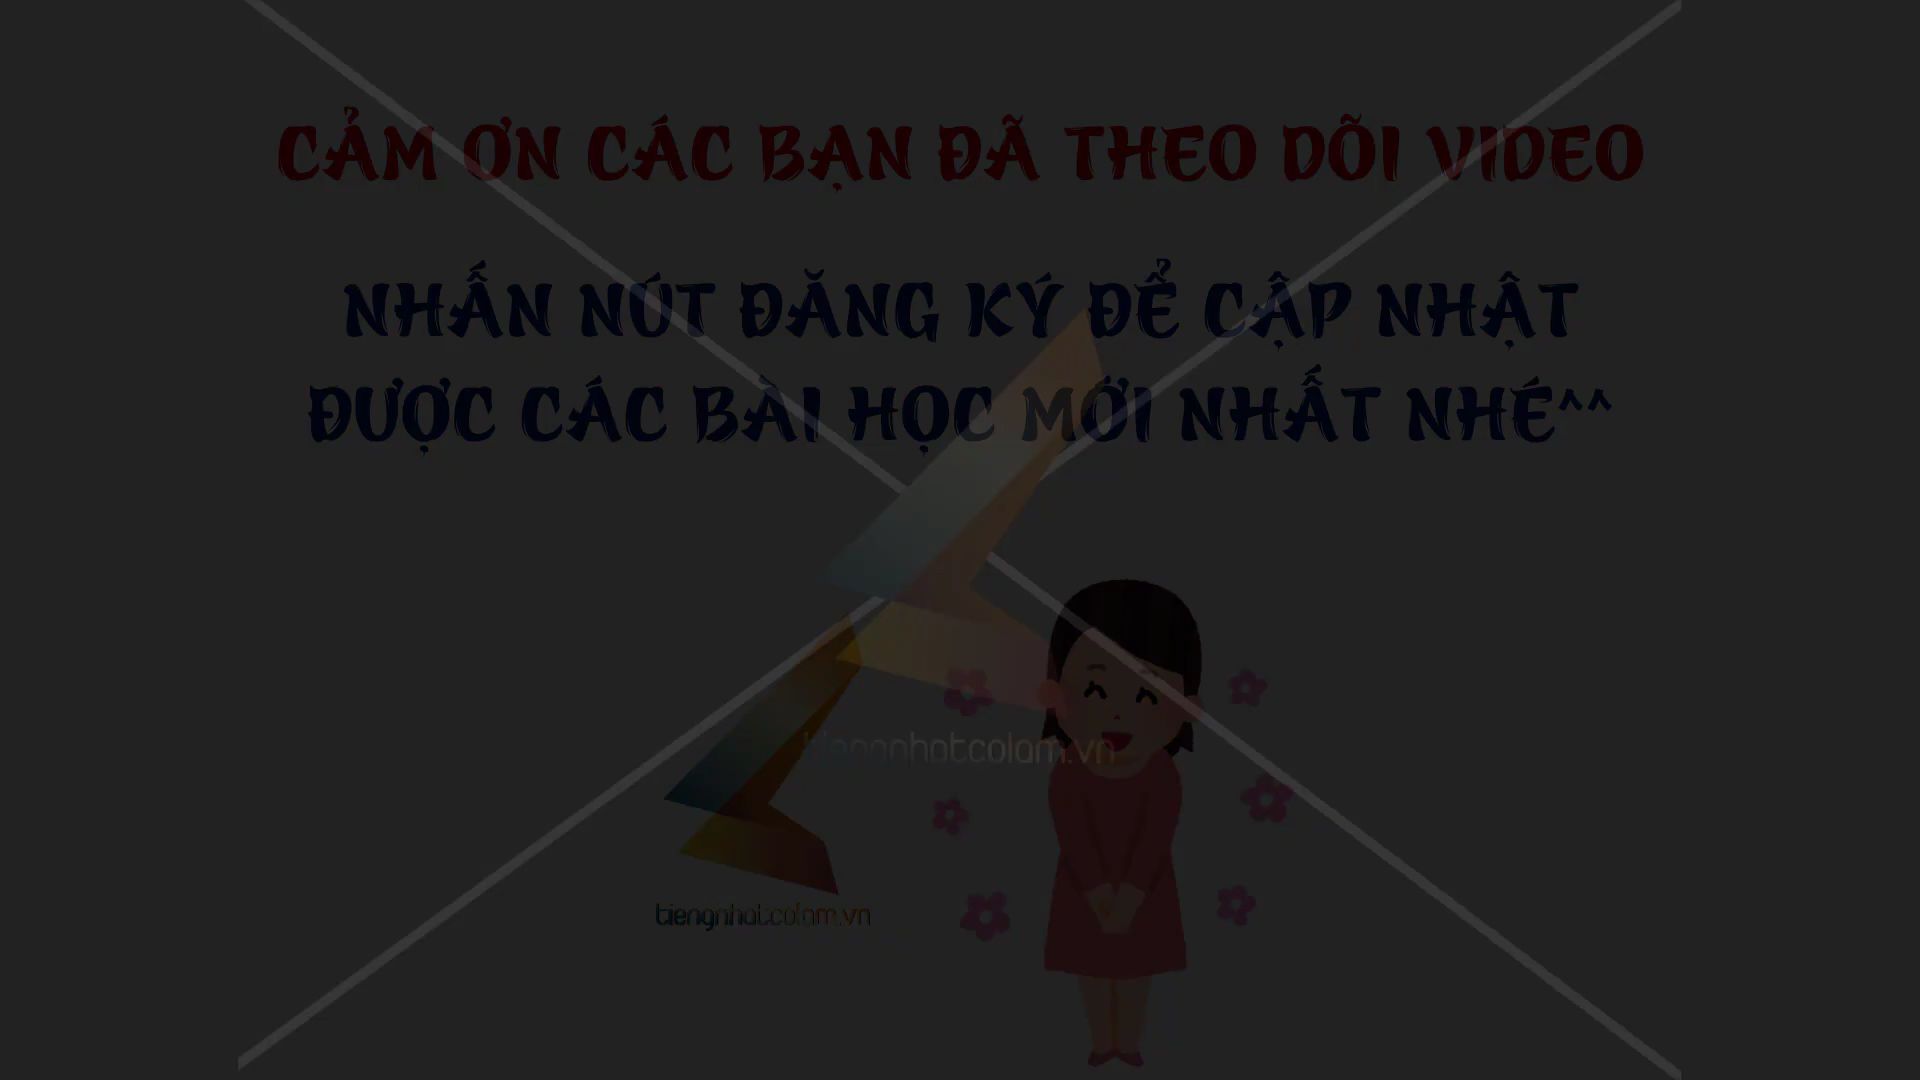 CẢM ƠN CÁC BẠN ĐÃ THEO DÕI VIDEO
NHẤN NÚT ĐĂNG KÝ ĐỂ CẬP NHẬT
ĐƯỢC CÁC BÀI HỌC MỚI NHẤT NHÉ^^
tiengnhatcolam.vn
tiengnhatcolam.vn